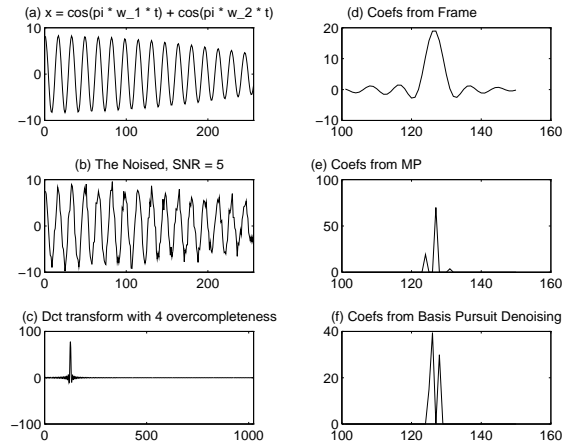 (a) x = cos(pi * w_1 * t) + cos(pi * w_2 * t)
10
0
−10
0 100 200
(d) Coefs from Frame
20
10
0
−10
100 120 140 160
(b) The Noised, SNR = 5
10
0
−10
0 100 200
(e) Coefs from MP
100
50
0
100 120 140 160
(c) Dct transform with 4 overcompleteness
100
0
−100
0 500 1000
(f) Coefs from Basis Pursuit Denoising
40
20
0
100 120 140 160